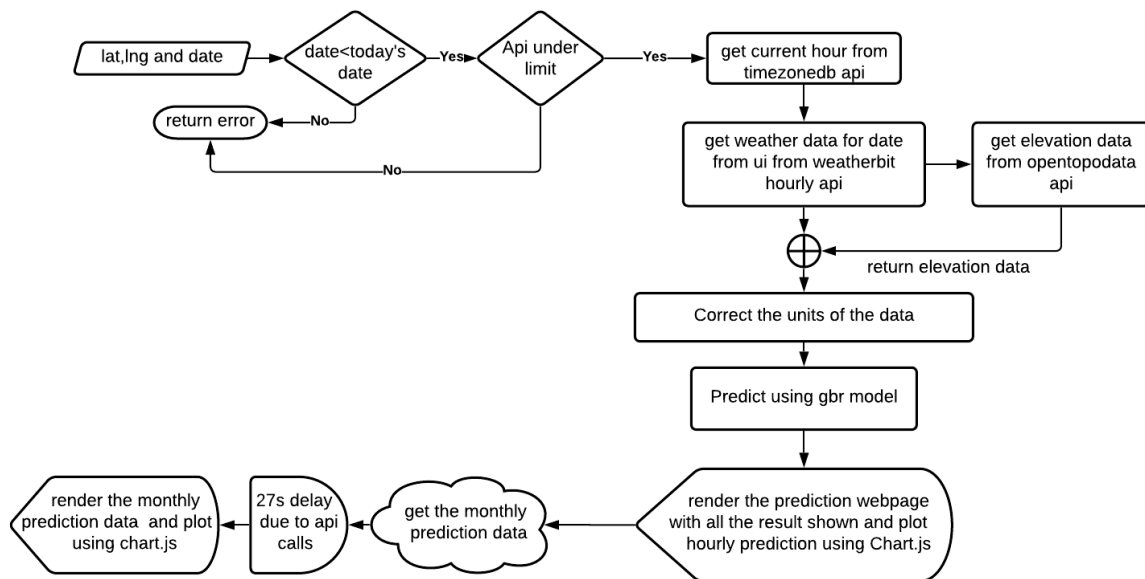 lat,lng and date
date<today's
date
Yes
Api under
limit
Yes
get current hour from
timezonedb api
return error
No
No
get weather data for date
from ui from weatherbit
hourly api
get elevation data
from opentopodata
api
return elevation data
Correct the units of the data
Predict using gbr model
render the prediction webpage
with all the result shown and plot
hourly prediction using Chart.js
get the monthly
prediction data
27s delay
due to api
calls
render the monthly
prediction data and plot
using chart.js